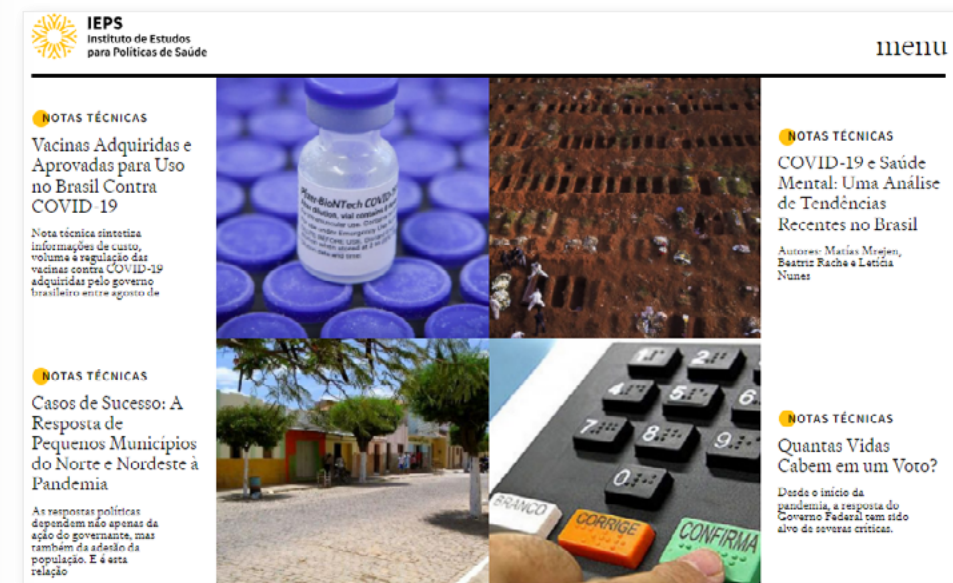 IEPS
Instituto de Estudos
para Políticas de Saúde
menu
NOTAS TÉCNICAS
Vacinas Adquiridas e
Aprovadas para Uso
no Brasil Contra
COVID-19
Nota técnica sintetiza
informações de custo,
volume e regulação das
vacinas contra COVID-19
adquiridas pelo governo
brasileiro entre agosto de
Pfizer-BioNTech COVID-19
After dilution, vial contains 6
NOTAS TÉCNICAS
COVID-19 e Saúde
Mental: Uma Análise
de Tendências
Recentes no Brasil
Autores: Matías Mrejen,
Beatriz Rache e Letícia
Nunes
NOTAS TÉCNICAS
Casos de Sucesso: A
Resposta de
Pequenos Municípios
do Norte e Nordeste à
Pandemia
As respostas políticas
dependem não apenas da
ação do governante, mas
também da adesão da
população. E é esta
relação
1 2
4 5 6
7 8 9
0
BRANCO CORRIGE CONFIRMA
NOTAS TÉCNICAS
Quantas Vidas
Cabem em um Voto?
Desde o início da
pandemia, a resposta do
Governo Federal tem sido
alvo de severas críticas.